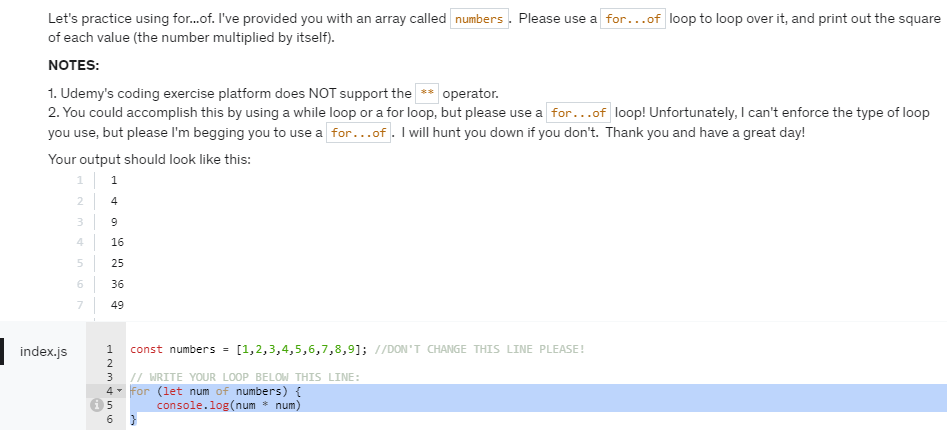 Let's practice using for...of. I've provided you with an array called numbers. Please use a for...of loop to loop over it, and print out the square
of each value (the number multiplied by itself).
NOTES:
1. Udemy's coding exercise platform does NOT support the ** operator.
2. You could accomplish this by using a while loop or a for loop, but please use a for...of loop! Unfortunately, I can't enforce the type of loop
you use, but please I'm begging you to use a for...of. I will hunt you down if you don't. Thank you and have a great day!
Your output should look like this:
1 1
2 4
3 9
4 16
5 25
6 36
7 49
index.js
1 const numbers = [1,2,3,4,5,6,7,8,9]; //DON'T CHANGE THIS LINE PLEASE!
2
3 // WRITE YOUR LOOP BELOW THIS LINE:
4 for (let num of numbers) {
5 console.log(num * num)
6 }